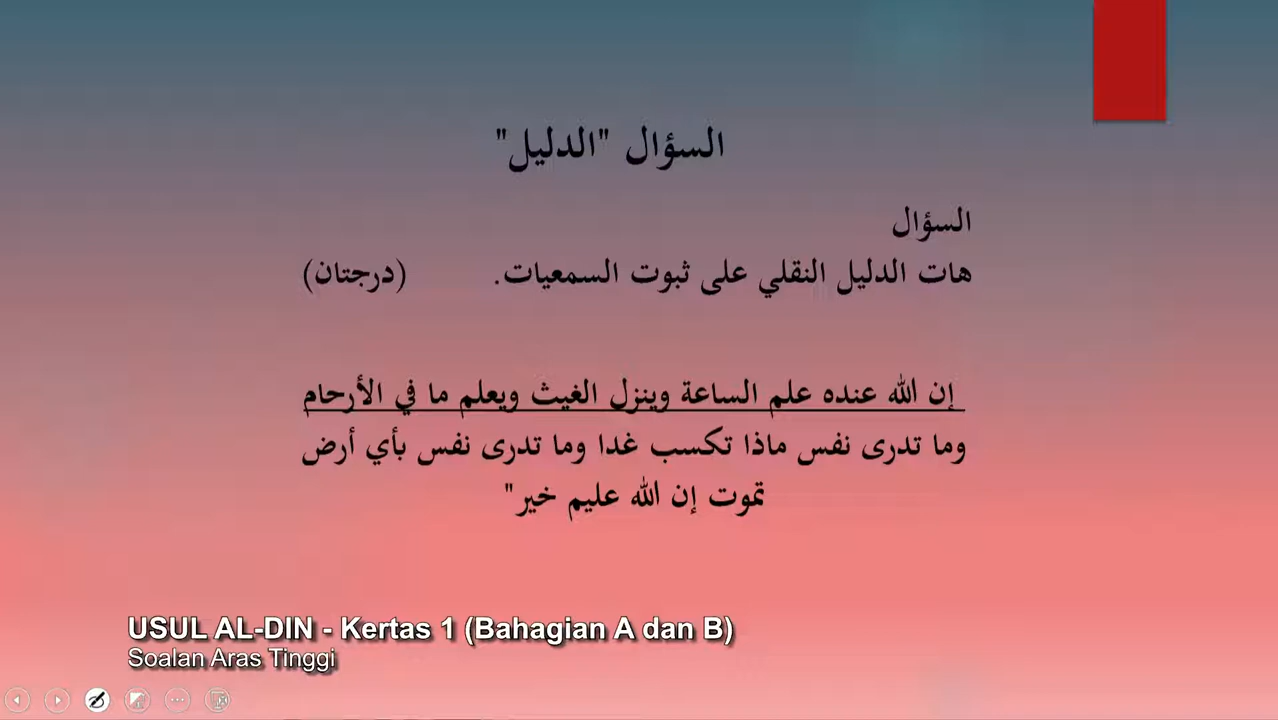 السؤال "الدليل"
السؤال
هات الدليل النقلي على ثبوت السمعيات. (درجتان)
إن الله عنده علم الساعة وينزل الغيث ويعلم ما في الأرحام
وما تدرى نفس ماذا تكسب غدا وما تدرى نفس بأي أرض
تموت إن الله عليم خير"
USUL AL-DIN - Kertas 1 (Bahagian A dan B)
Soalan Aras Tinggi